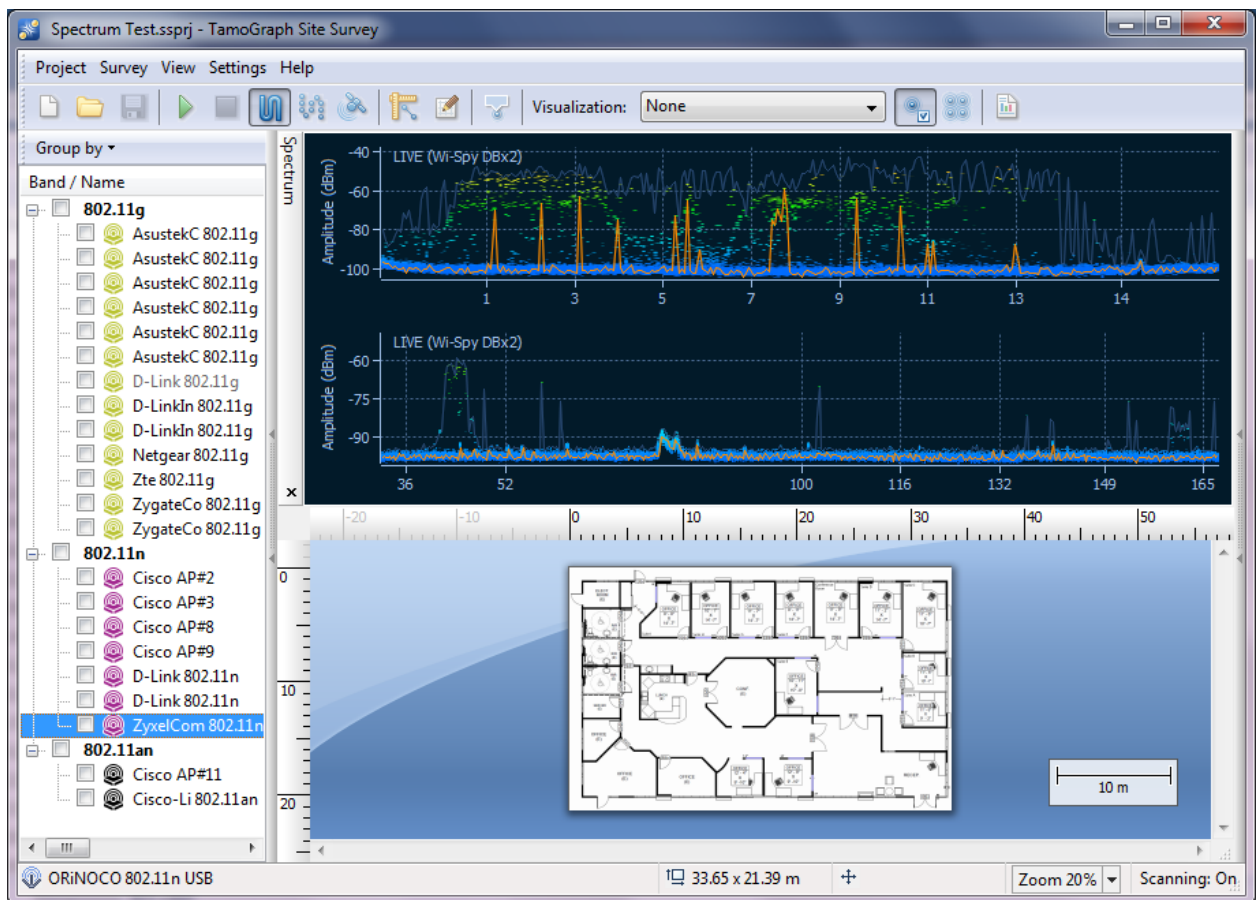 Spectrum Test.ssprj - TamoGraph Site Survey
Project Survey View Settings Help
Visualization: None
Group by
Band / Name
802.11g
AsustekC 802.11g
AsustekC 802.11g
AsustekC 802.11g
AsustekC 802.11g
AsustekC 802.11g
AsustekC 802.11g
D-Link 802.11g
D-LinkIn 802.11g
D-LinkIn 802.11g
Netgear 802.11g
Zte 802.11g
ZygateCo 802.11g
ZygateCo 802.11g
802.11n
Cisco AP#2
Cisco AP#3
Cisco AP#8
Cisco AP#9
D-Link 802.11n
D-Link 802.11n
ZyxelCom 802.11n
802.11an
Cisco AP#11
Cisco-Li 802.11an
Spectrum
x
LIVE (Wi-Spy DBx2)
Amplitude (dBm)
-40
-60
-80
-100
1 3 5 7 9 11 13 14
LIVE (Wi-Spy DBx2)
Amplitude (dBm)
-60
-75
-90
36 52 100 116 132 149 165
-20 -10 0 10 20 30 40 50
0
10
20
OFFICE
OFFICE
OFFICE
OFFICE
OFFICE
OFFICE
OFFICE
10 m
ORiNOCO 802.11n USB
33.65 x 21.39 m
Zoom 20%
Scanning: On